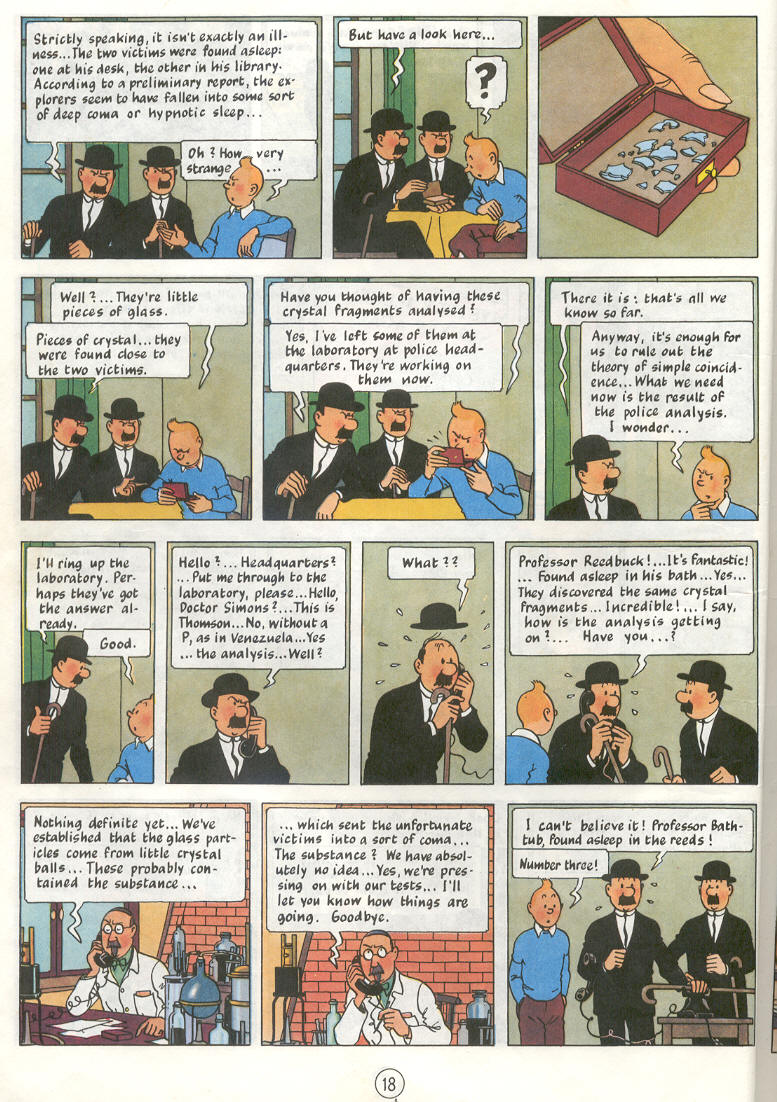 Strictly speaking, it isn't exactly an ill-
ness... The two victims were found asleep:
one at his desk, the other in his library.
According to a preliminary report, the ex-
plorers seem to have fallen into some sort
of deep coma or hypnotic sleep...
Oh? How very
strange...
But have a look here...
?
Well?... They're little
pieces of glass.
Pieces of crystal... they
were found close to
the two victims.
Have you thought of having these
crystal fragments analysed?
Yes, I've left some of them at
the laboratory at police head-
quarters. They're working on
them now.
There it is: that's all we
know so far.
Anyway, it's enough for
us to rule out the
theory of simple coincid-
ence... What we need
now is the result of
the police analysis.
I wonder...
I'll ring up the
laboratory. Per-
haps they've got
the answer al-
ready.
Good.
Hello?... Headquarters?
... Put me through to the
laboratory, please... Hello,
Doctor Simons?... This is
Thomson... No, without a
P, as in Venezuela... Yes
... the analysis... Well?
What??
Professor Reedbuck!... It's fantastic!
... Found asleep in his bath... Yes...
They discovered the same crystal
fragments... Incredible!... I say,
how is the analysis getting
on?... Have you...?
Nothing definite yet... We've
established that the glass part-
icles come from little crystal
balls... These probably con-
tained the substance...
... which sent the unfortunate
victims into a sort of coma...
The substance? We have absol-
utely no idea... Yes, we're pres-
sing on with our tests... I'll
let you know how things are
going. Goodbye.
I can't believe it! Professor Bath-
tub, found asleep in the reeds!
Number three!
18